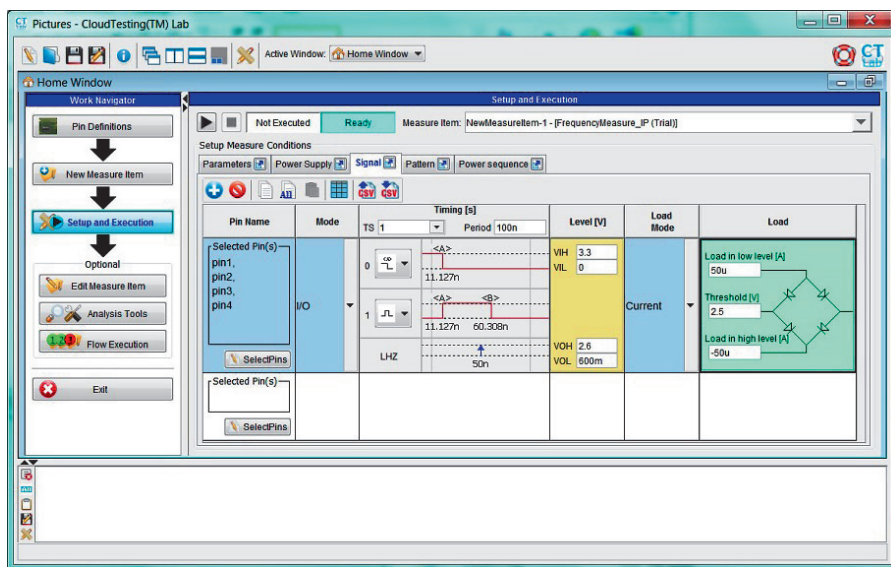 Pictures - CloudTesting(TM) Lab
Active Window: Home Window
CT Lab
Home Window
Work Navigator
Setup and Execution
Pin Definitions
New Measure Item
Setup and Execution
Optional
Edit Measure Item
Analysis Tools
Flow Execution
Exit
Not Executed Ready Measure Item: NewMeasureItem-1 - [FrequencyMeasure_IP (Trial)]
Setup Measure Conditions
Parameters Power Supply Signal Pattern Power sequence
All CSV CSV
Pin Name Mode Timing [s] Level [V] Load Mode Load
TS 1 Period 100n
Selected Pin(s)
pin1,
pin2,
pin3,
pin4
SelectPins
I/O
0 <A>
11.127n
1 <A> <B>
11.127n 60.308n
LHZ
50n
VIH 3.3
VIL 0
VOH 2.6
VOL 600m
Current
Load in low level [A]
50u
Threshold [V]
2.5
Load in high level [A]
-50u
Selected Pin(s)
SelectPins